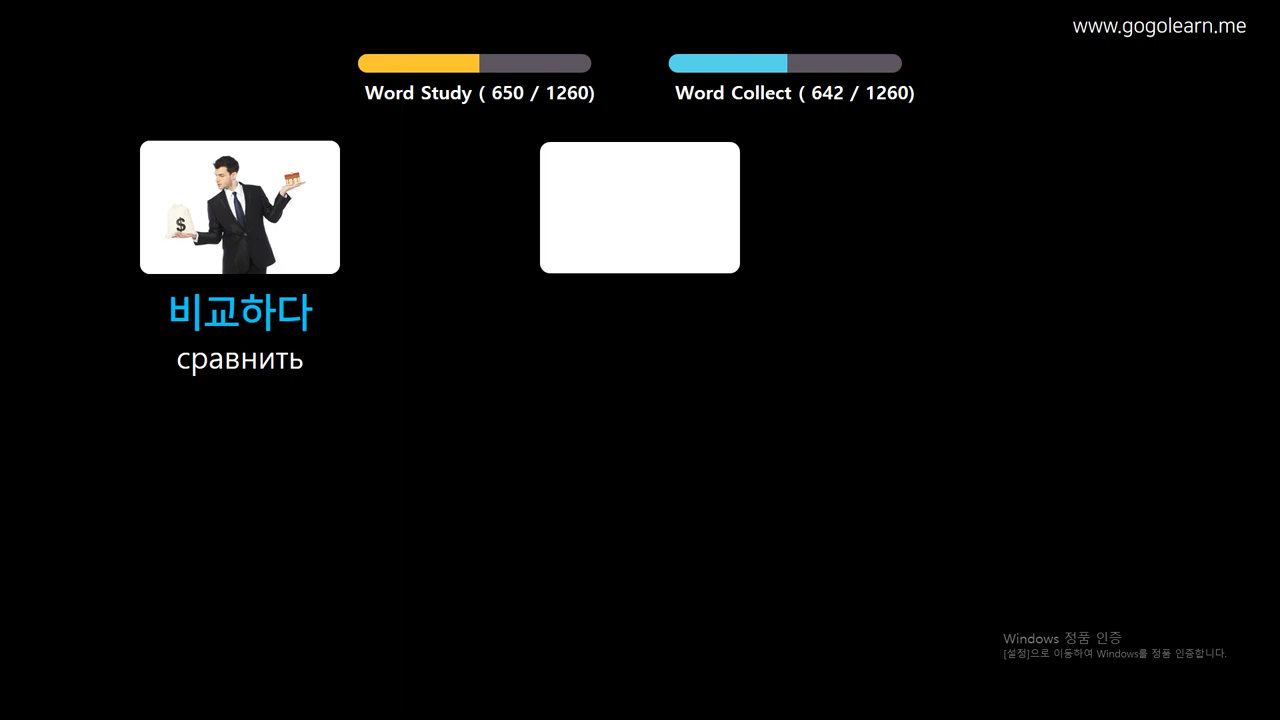 www.gogolearn.me
Word Study ( 650 / 1260)
Word Collect ( 642 / 1260)
$
비교하다
сравнить
Windows 정품 인증
[설정]으로 이동하여 Windows를 정품 인증합니다.